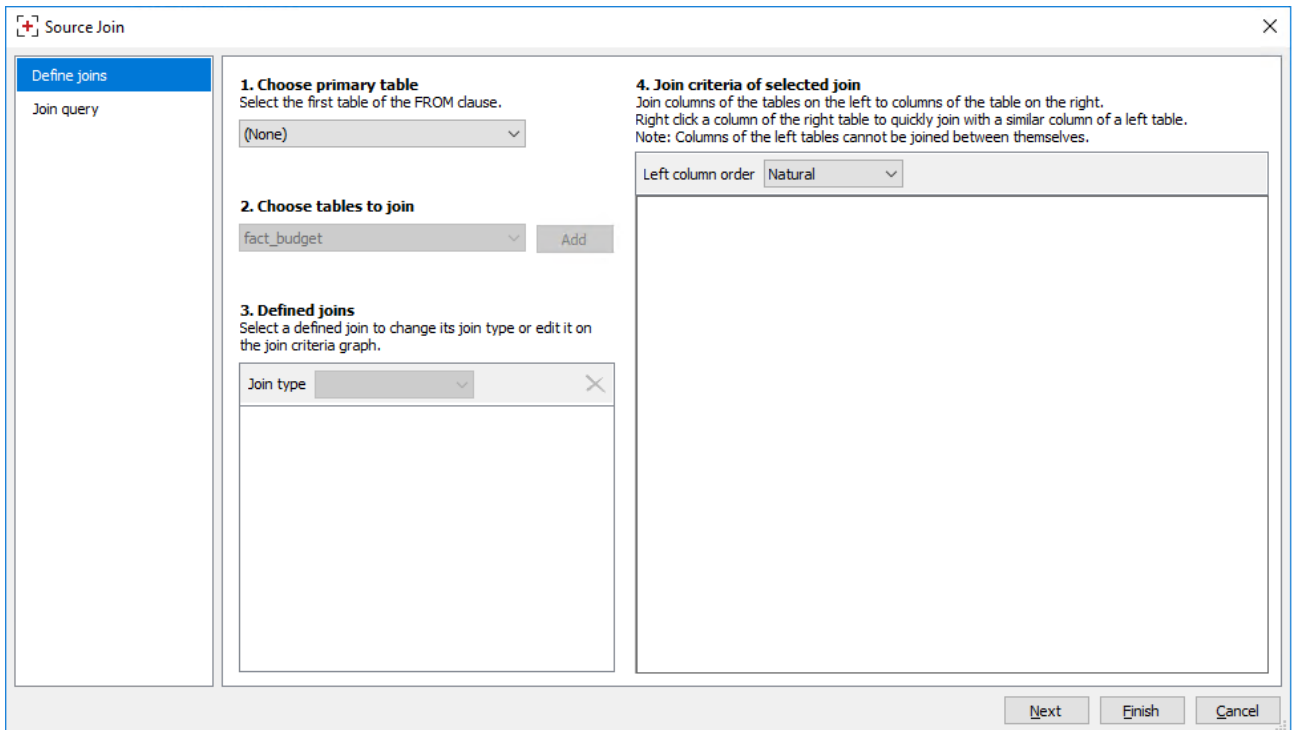 Source Join
Define joins
Join query
1. Choose primary table
Select the first table of the FROM clause.
(None)
2. Choose tables to join
fact_budget
Add
3. Defined joins
Select a defined join to change its join type or edit it on
the join criteria graph.
Join type
4. Join criteria of selected join
Join columns of the tables on the left to columns of the table on the right.
Right click a column of the right table to quickly join with a similar column of a left table.
Note: Columns of the left tables cannot be joined between themselves.
Left column order Natural
Next Finish Cancel